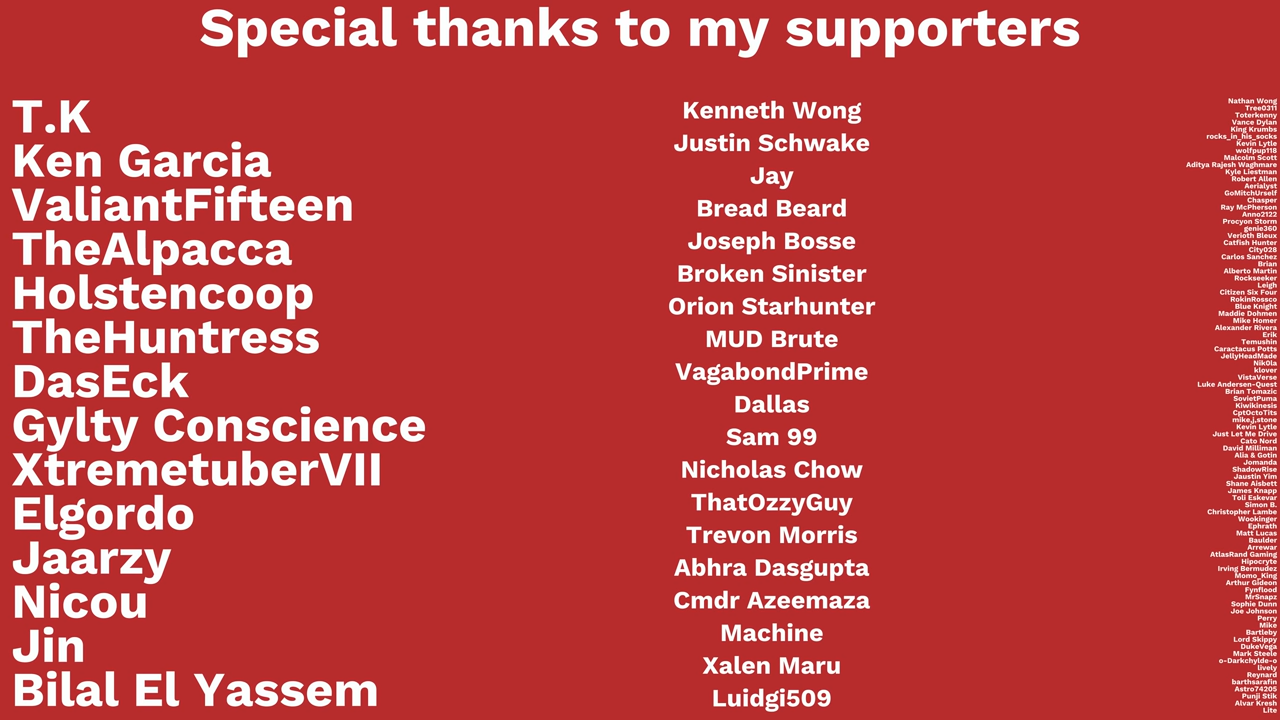 Special thanks to my supporters
T.K
Ken Garcia
ValiantFifteen
TheAlpacca
Holstencoop
TheHuntress
DasEck
Gylty Conscience
XtremetuberVII
Elgordo
Jaarzy
Nicou
Jin
Bilal El Yassem
Kenneth Wong
Justin Schwake
Jay
Bread Beard
Joseph Bosse
Broken Sinister
Orion Starhunter
MUD Brute
VagabondPrime
Dallas
Sam 99
Nicholas Chow
ThatOzzyGuy
Trevon Morris
Abhra Dasgupta
Cmdr Azeemaza
Machine
Xalen Maru
Luidgi509
Nathan Wong
Tree0311
Toterkenny
Vance Dylan
King Krumbs
rocks_in_his_socks
Kevin Lytle
wolfpup118
Malcolm Scott
Aditya Rajesh Waghmare
Kyle Liestman
Robert Allen
Aerialyst
GoMitchUrself
Chasper
Ray McPherson
Anno2122
Procyon Storm
genie360
Verioth Bleux
Catfish Hunter
City028
Carlos Sanchez
Brian
Alberto Martin
Rockseeker
Leigh
Citizen Six Four
RokinRossco
Blue Knight
Maddie Dohmen
Mike Homer
Alexander Rivera
Erik
Temushin
Caractacus Potts
JellyHeadMade
Nik0la
klover
VistaVerse
Luke Andersen-Quest
Brian Tomazic
SovietPuma
Kiwikinesis
CptOctoTits
mike,j,stone
Kevin Lytle
Just Let Me Drive
Cato Nord
David Milliman
Alia & Gotin
Jomanda
ShadowRise
Jaustin Yim
Shane Aisbett
James Knapp
Toli Eskevar
Simon B.
Christopher Lambe
Wookinger
Ephrath
Matt Lucas
Baulder
Arrewar
AtlasRand Gaming
Hipocryte
Irving Bermudez
Momo_King
Arthur Gideon
Fynflood
MrSnapz
Sophie Dunn
Joe Johnson
Perry
Mike
Bartleby
Lord Skippy
DukeVega
Mark Steele
o-Darkchylde-o
lively
Reynard
barthsarafin
Astro74205
Punji Stik
Alvar Kresh
Lite